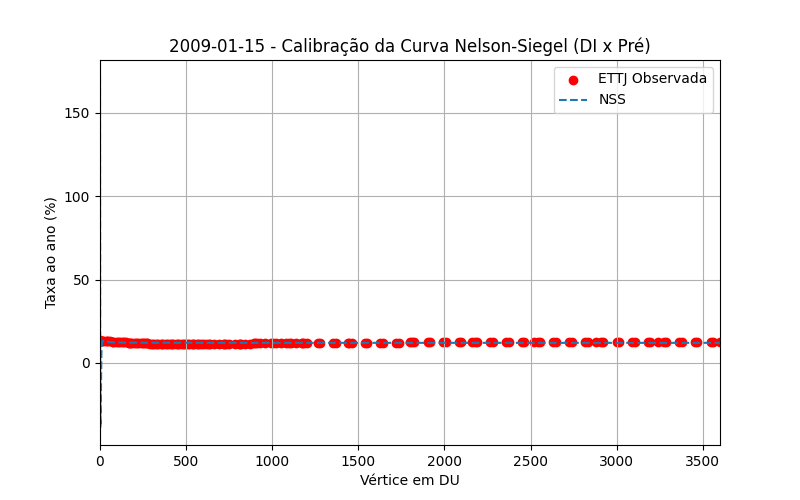 2009-01-15 - Calibração da Curva Nelson-Siegel (DI x Pré)
ETTJ Observada
NSS
Taxa ao ano (%)
150
100
50
0
0 500 1000 1500 2000 2500 3000 3500
Vértice em DU